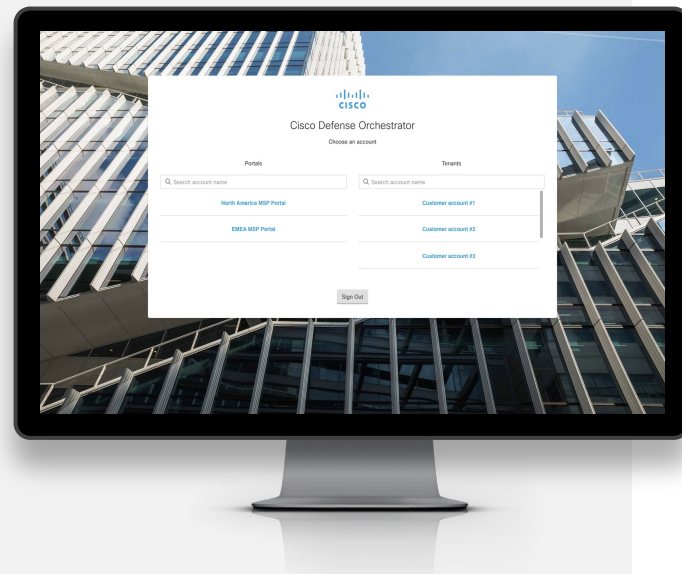 CISCO
Cisco Defense Orchestrator
Choose an account
Portals
Tenants
Search account name
Search account name
North America MSP Portal
Customer account #1
EMEA MSP Portal
Customer account #2
Customer account #3
Sign Out